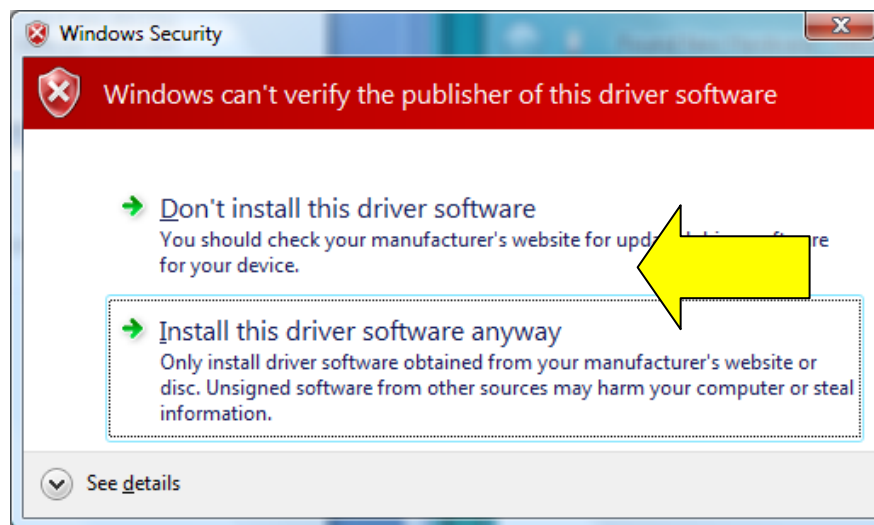 Windows Security
Windows can't verify the publisher of this driver software
Don't install this driver software
You should check your manufacturer's website for
for your device.
Install this driver software anyway
Only install driver software obtained from your manufacturer's website or
disc. Unsigned software from other sources may harm your computer or steal
information.
See details